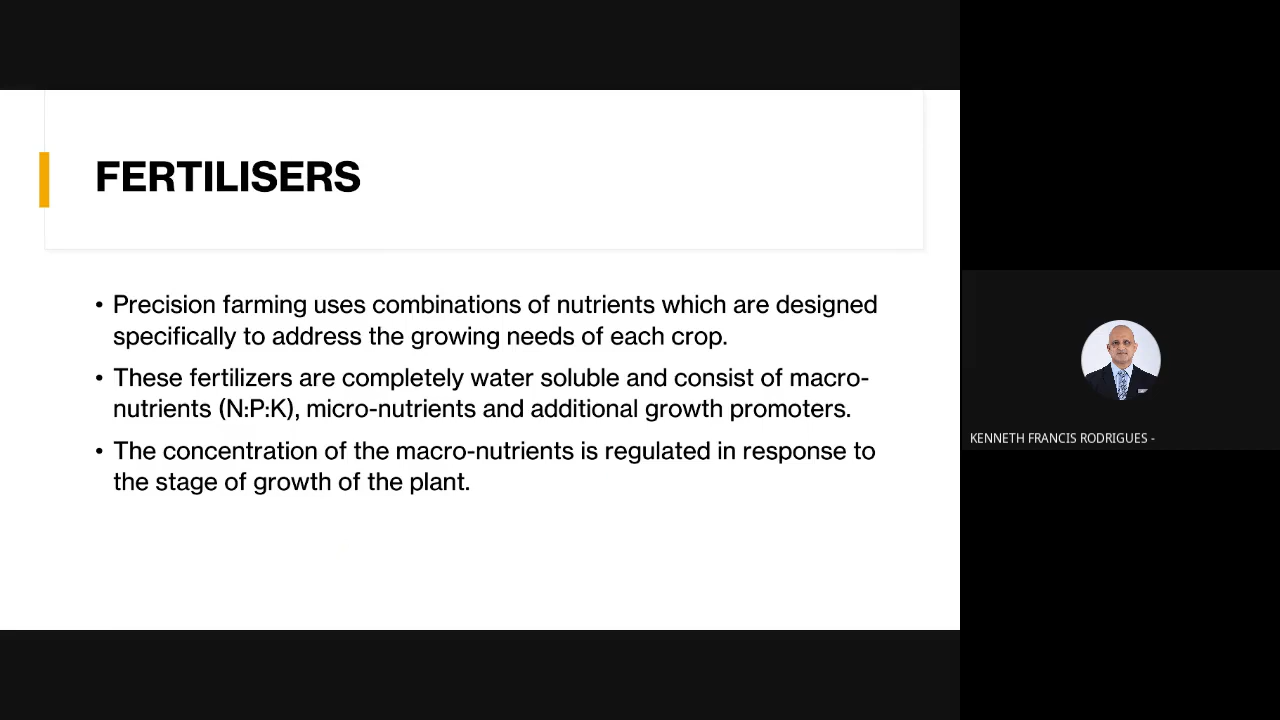 FERTILISERS
• Precision farming uses combinations of nutrients which are designed
specifically to address the growing needs of each crop.
• These fertilizers are completely water soluble and consist of macro-
nutrients (N:P:K), micro-nutrients and additional growth promoters.
• The concentration of the macro-nutrients is regulated in response to
the stage of growth of the plant.
KENNETH FRANCIS RODRIGUES -